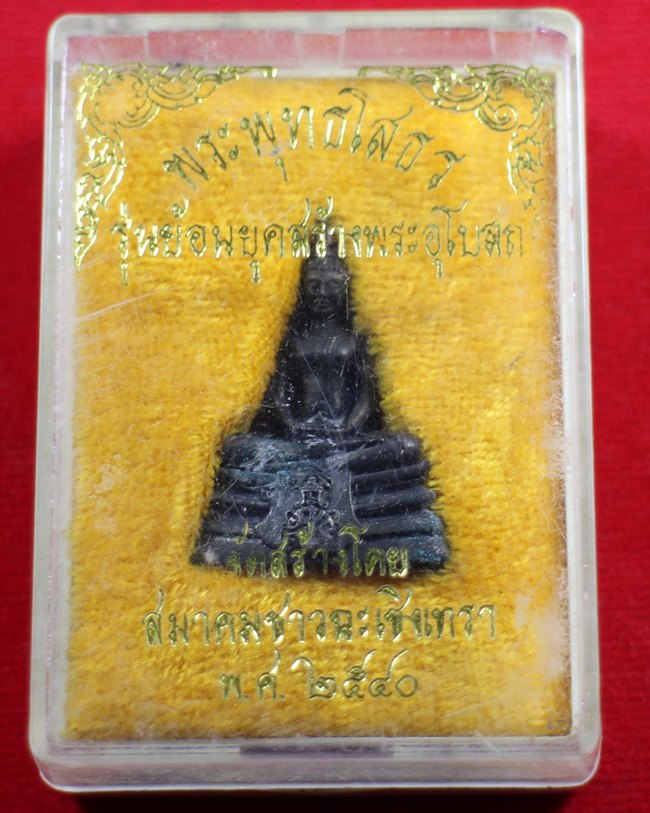 พระพุทธโสธร
รุ่นย้อนยุคสร้างพระอุโบสถ
จัดสร้างโดย
สมาคมชาวฉะเชิงเทรา
พ.ศ. ๒๕๔๐